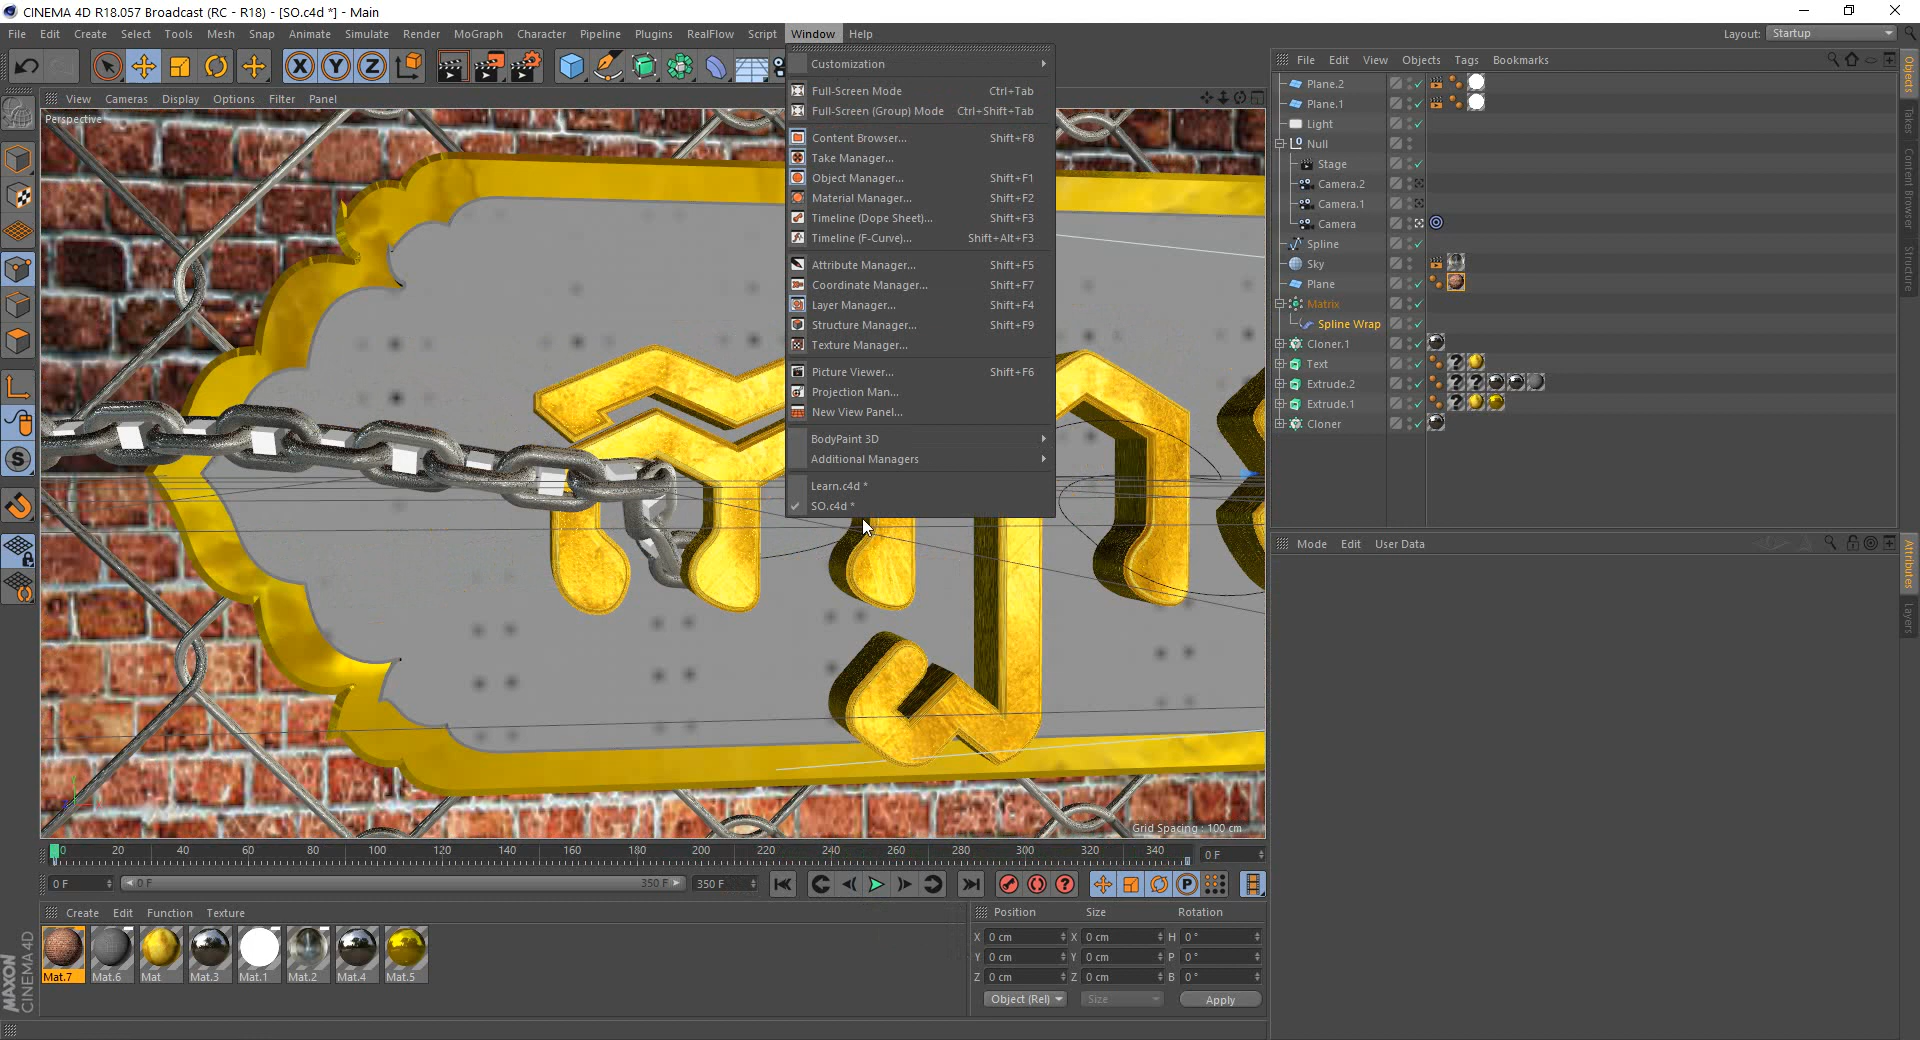 CINEMA 4D R18.057 Broadcast (RC - R18) - [SO.c4d *] - Main
File Edit Create Select Tools Mesh Snap Animate Simulate Render MoGraph Character Pipeline Plugins RealFlow Script Window Help
Layout: Startup
View Cameras Display Options Filter Panel
Perspective
Customization
Full-Screen Mode Ctrl+Tab
Full-Screen (Group) Mode Ctrl+Shift+Tab
Content Browser... Shift+F8
Take Manager...
Object Manager... Shift+F1
Material Manager... Shift+F2
Timeline (Dope Sheet)... Shift+F3
Timeline (F-Curve)... Shift+Alt+F3
Attribute Manager... Shift+F5
Coordinate Manager... Shift+F7
Layer Manager... Shift+F4
Structure Manager... Shift+F9
Texture Manager...
Picture Viewer... Shift+F6
Projection Man...
New View Panel...
BodyPaint 3D
Additional Managers
Learn.c4d *
SO.c4d *
Grid Spacing : 100 cm
File Edit View Objects Tags Bookmarks
Plane.2
Plane.1
Light
Null
Stage
Camera.2
Camera.1
Camera
Spline
Sky
Plane
Matrix
Spline Wrap
Cloner.1
Text
Extrude.2
Extrude.1
Cloner
Objects
Takes
Content Browser
Structure
Mode Edit User Data
Attributes
Layers
0 20 40 60 80 100 120 140 160 180 200 220 240 260 280 300 320 340
0 F
0 F
0 F 350 F
350 F
Create Edit Function Texture
Mat.7 Mat.6 Mat Mat.3 Mat.1 Mat.2 Mat.4 Mat.5
Position Size Rotation
X 0 cm X 0 cm H 0 °
Y 0 cm Y 0 cm P 0 °
Z 0 cm Z 0 cm B 0 °
Object (Rel) Size Apply
MAXON
CINEMA 4D